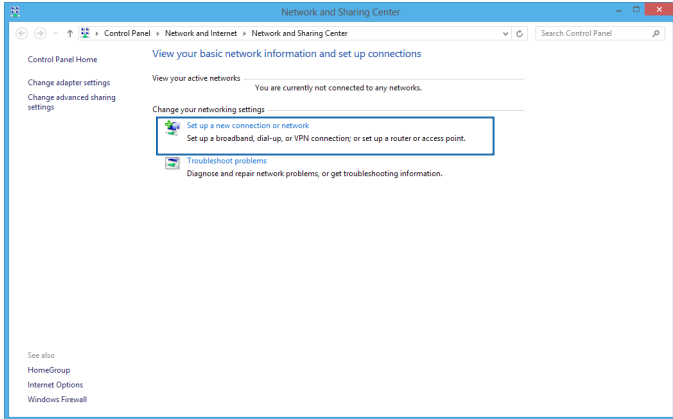 Network and Sharing Center
Control Panel Network and Internet Network and Sharing Center
Search Control Panel
Control Panel Home
Change adapter settings
Change advanced sharing
settings
View your basic network information and set up connections
View your active networks
You are currently not connected to any networks.
Change your networking settings
Set up a new connection or network
Set up a broadband, dial-up, or VPN connection; or set up a router or access point.
Troubleshoot problems
Diagnose and repair network problems, or get troubleshooting information.
See also
HomeGroup
Internet Options
Windows Firewall